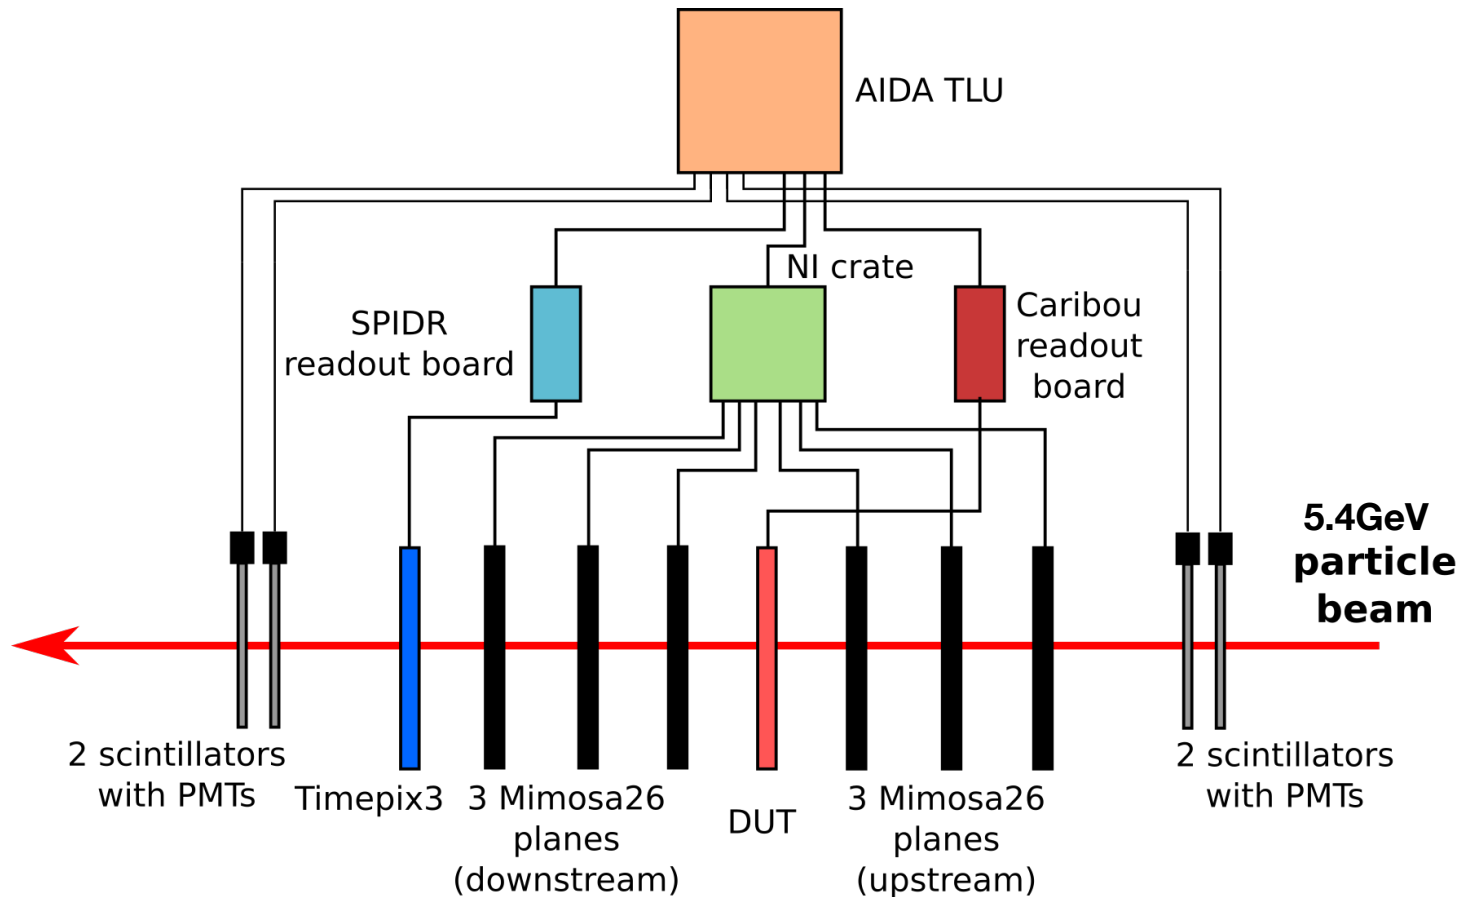 AIDA TLU
NI crate
SPIDR
readout board
Caribou
readout
board
5.4GeV
particle
beam
2 scintillators
with PMTs
Timepix3
3 Mimosa26
planes
(downstream)
DUT
3 Mimosa26
planes
(upstream)
2 scintillators
with PMTs